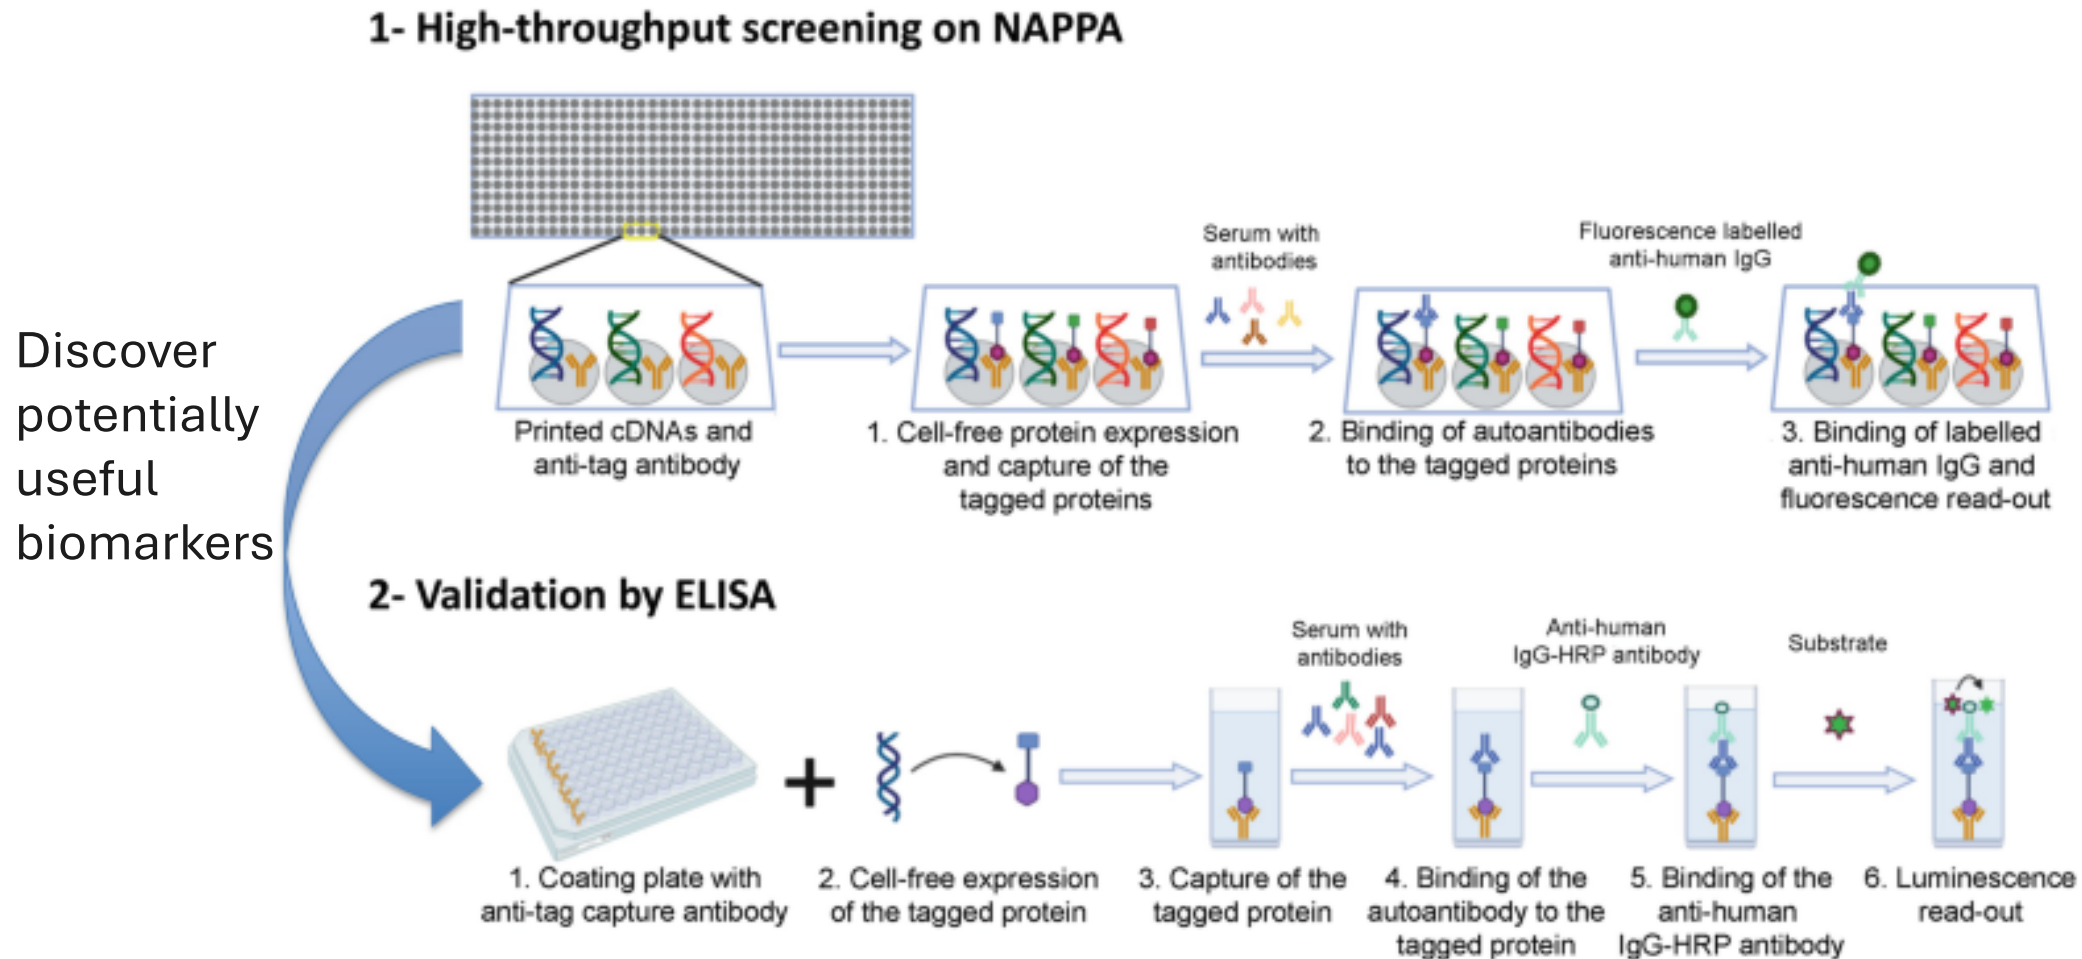 1- High-throughput screening on NAPPA
Serum with
antibodies
Fluorescence labelled
anti-human IgG
Printed cDNAs and
anti-tag antibody
1. Cell-free protein expression
and capture of the
tagged proteins
2. Binding of autoantibodies
to the tagged proteins
3. Binding of labelled
anti-human IgG and
fluorescence read-out
Discover
potentially
useful
biomarkers
2- Validation by ELISA
Serum with
antibodies
Anti-human
IgG-HRP antibody
Substrate
+
1. Coating plate with
anti-tag capture antibody
2. Cell-free expression
of the tagged protein
3. Capture of the
tagged protein
4. Binding of the
autoantibody to the
tagged protein
5. Binding of the
anti-human
IgG-HRP antibody
6. Luminescence
read-out